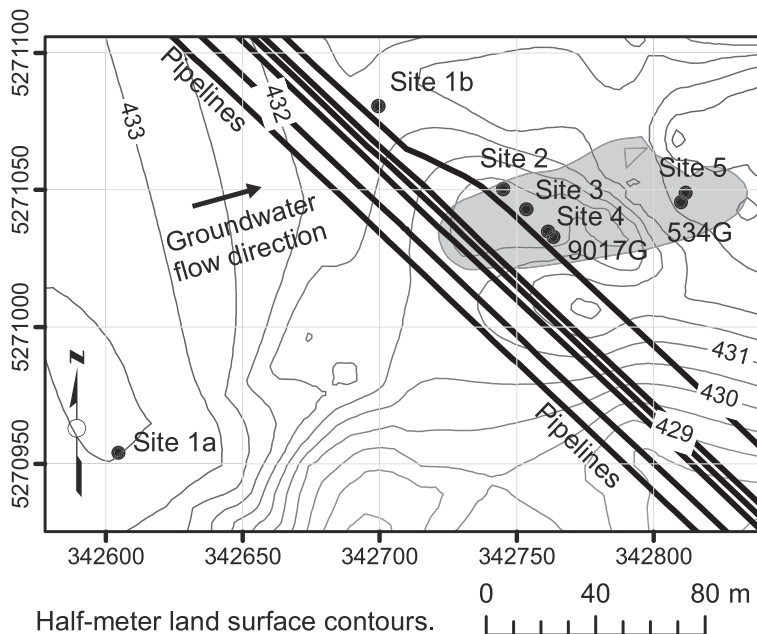 5271100
5271050
5271000
5270950
Pipelines
432
433
Site 1b
Site 2
Site 3
Site 4
9017G
Site 5
534G
Groundwater
flow direction
431
430
429
Pipelines
N
Site 1a
342600
342650
342700
342750
342800
0
40
80 m
Half-meter land surface contours.